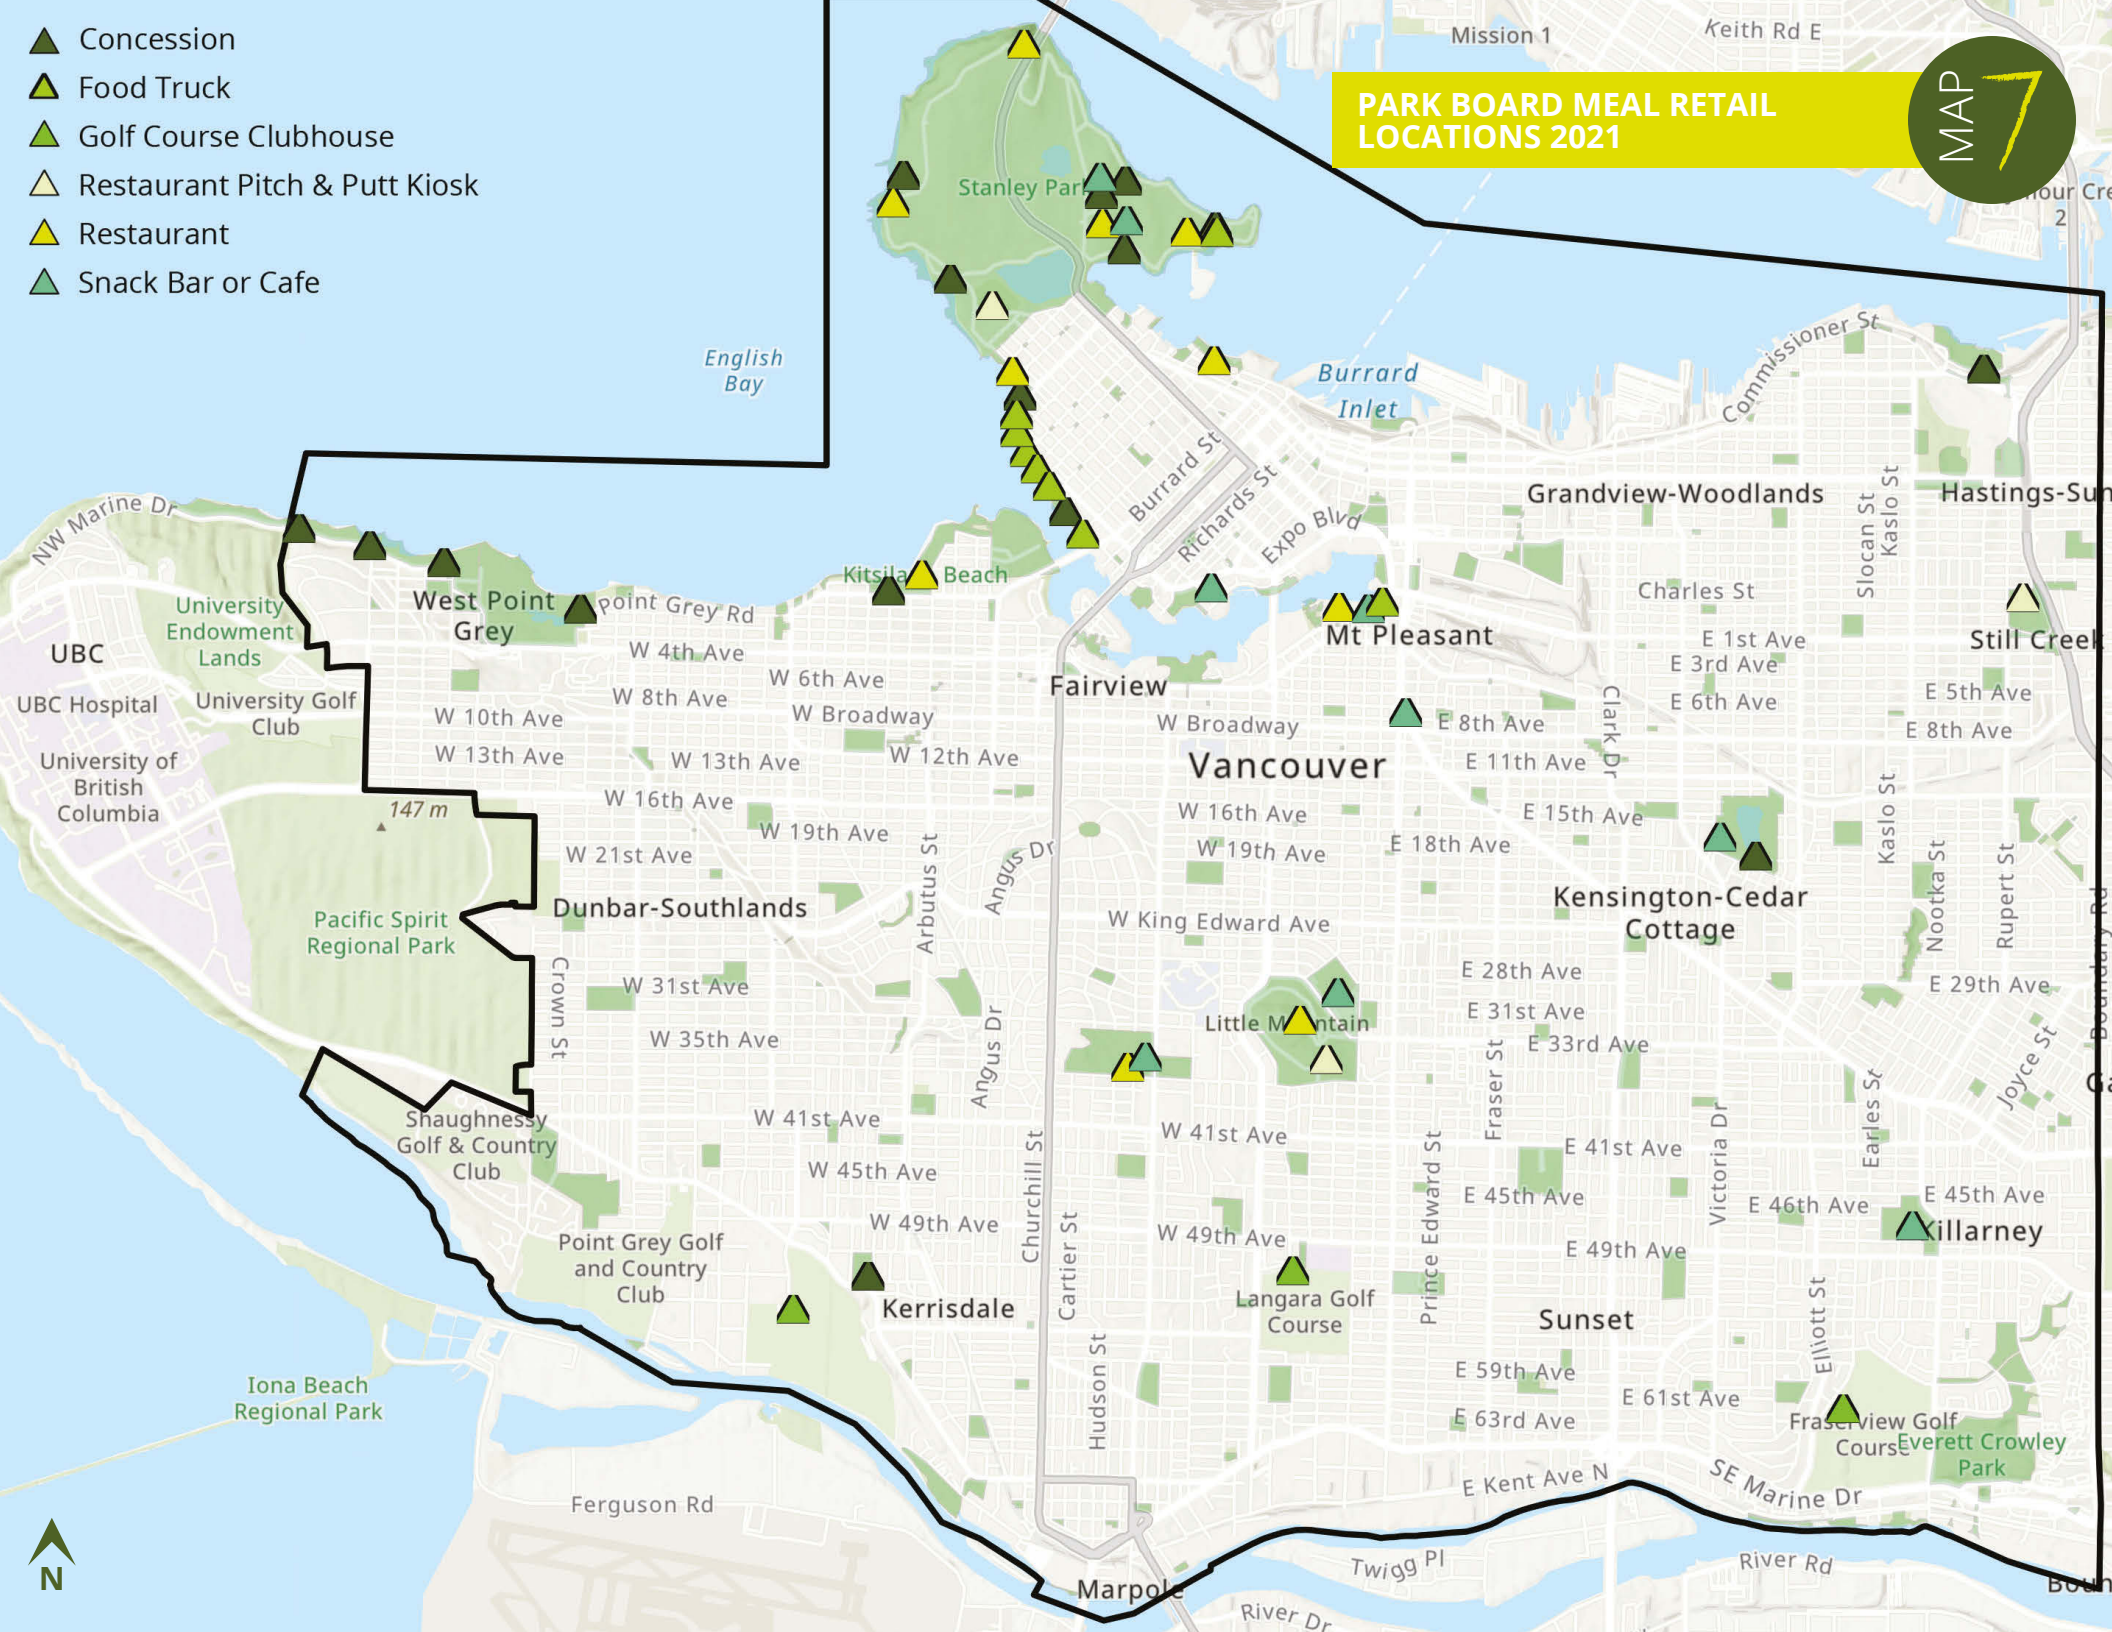 Concession
Food Truck
Golf Course Clubhouse
Restaurant Pitch & Putt Kiosk
Restaurant
Snack Bar or Cafe
PARK BOARD MEAL RETAIL
LOCATIONS 2021
MAP
7
Mission 1
Keith Rd E
2
Stanley Par
English
Bay
Burrard
Inlet
Commissioner St
Burrard St
Richards St
Expo Blvd
Grandview-Woodlands
Hastings-Sun
Slocan St
Kaslo St
NW Marine Dr
University
Endowment
Lands
UBC
UBC Hospital
University Golf
Club
University of
British
Columbia
147 m
Pacific Spirit
Regional Park
West Point
Grey
Point Grey Rd
Beach
Charles St
Mt Pleasant
E 1st Ave
E 3rd Ave
E 6th Ave
Still Creek
E 5th Ave
E 8th Ave
W 4th Ave
W 6th Ave
W 8th Ave
Fairview
W 10th Ave
W Broadway
W Broadway
E 8th Ave
Clark Dr
W 13th Ave
W 13th Ave
W 12th Ave
Vancouver
E 11th Ave
W 16th Ave
W 16th Ave
E 15th Ave
Kaslo St
W 19th Ave
W 19th Ave
E 18th Ave
W 21st Ave
Arbutus St
Angus Dr
Nootka St
Rupert St
Dunbar-Southlands
W King Edward Ave
Kensington-Cedar
Cottage
Boundary Rd
Crown St
W 31st Ave
E 28th Ave
E 29th Ave
E 31st Ave
W 35th Ave
Angus Dr
E 33rd Ave
Fraser St
Joyce St
Earles St
Shaughnessy
Golf & Country
Club
W 41st Ave
W 41st Ave
E 41st Ave
Churchill St
Prince Edward St
Victoria Dr
W 45th Ave
E 45th Ave
E 46th Ave
E 45th Ave
W 49th Ave
Cartier St
W 49th Ave
E 49th Ave
Killarney
Point Grey Golf
and Country
Club
Kerrisdale
Langara Golf
Course
Sunset
Elliott St
Hudson St
E 59th Ave
E 61st Ave
E 63rd Ave
Iona Beach
Regional Park
Golf
Course
Everett Crowley
Park
E Kent Ave N
SE Marine Dr
Ferguson Rd
Twigg Pl
River Rd
Marpole
River Dr
Boun
N